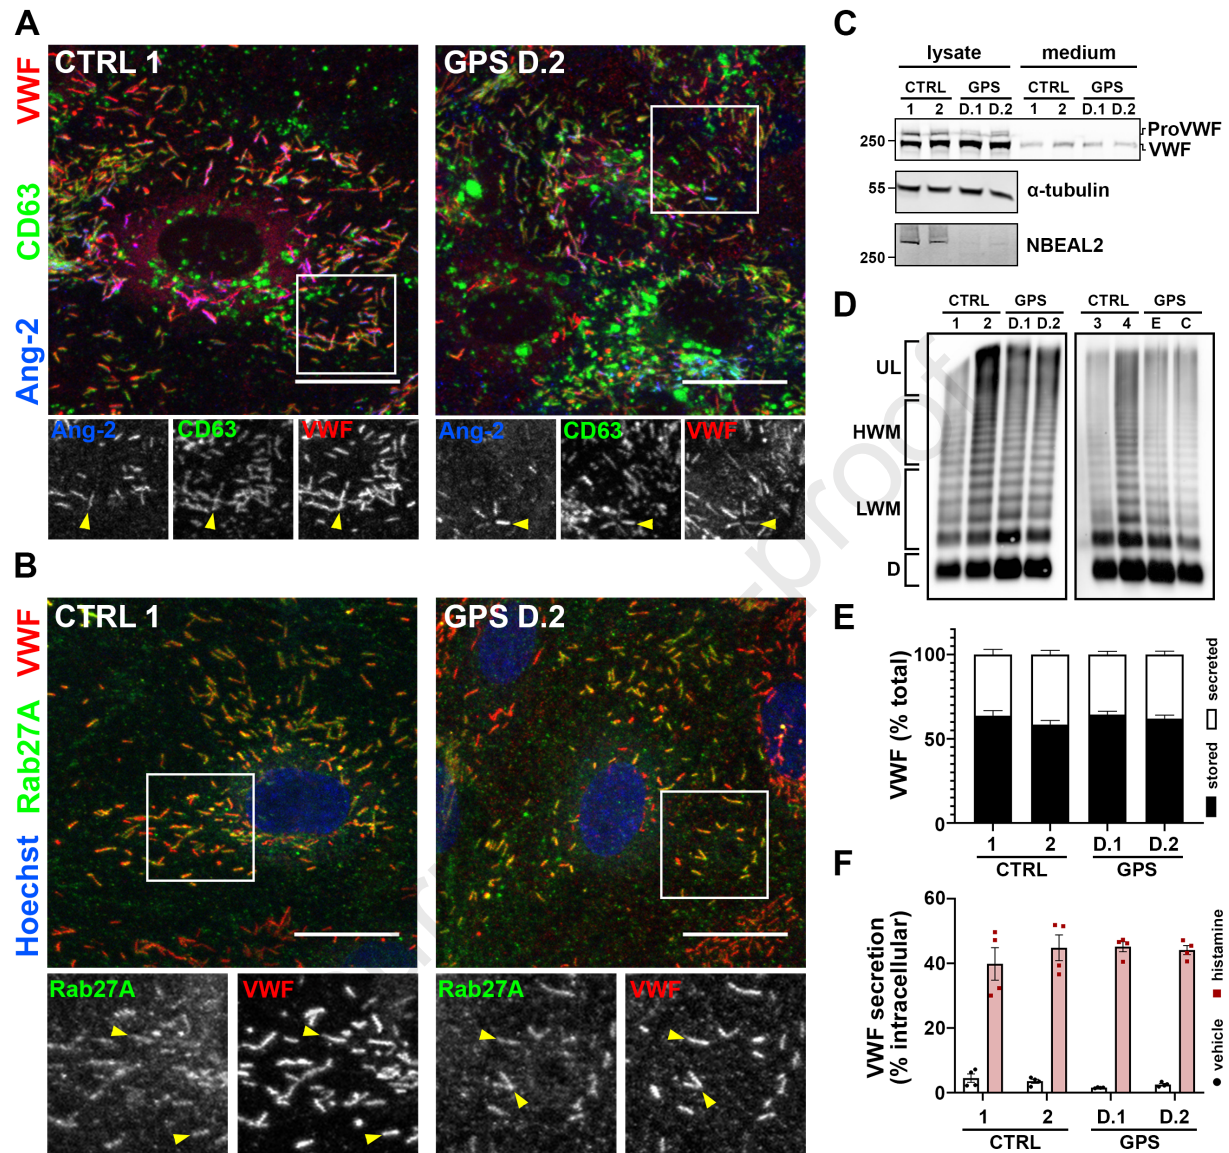 A
CTRL 1
GPS D.2
Ang-2 CD63 VWF
Ang-2
CD63
VWF
Ang-2
CD63
VWF
B
CTRL 1
GPS D.2
Hoechst Rab27A VWF
Rab27A
VWF
Rab27A
VWF
C
lysate medium
CTRL GPS CTRL GPS
1 2 D.1 D.2 1 2 D.1 D.2
250
ProVWF
VWF
55
α-tubulin
NBEAL2
250
D
CTRL GPS CTRL GPS
1 2 D.1 D.2 3 4 E C
UL
HWM
LWM
D
E
VWF (% total)
100
50
0
1 2 D.1 D.2
CTRL GPS
stored secreted
F
VWF secretion
(% intracellular)
60
40
20
0
1 2 D.1 D.2
CTRL GPS
vehicle histamine
-proof